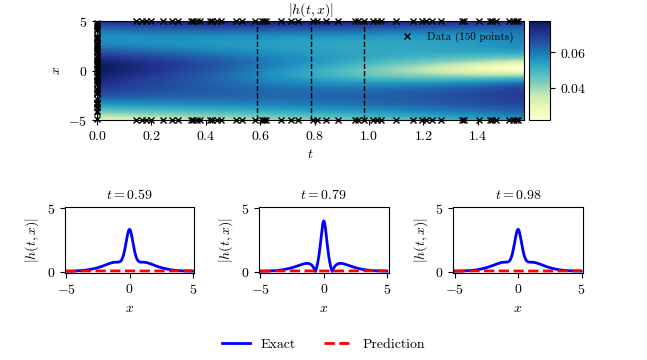 |h(t, x)|
5
0
−5
x
× Data (150 points)
0.06
0.04
0.0 0.2 0.4 0.6 0.8 1.0 1.2 1.4
t
t = 0.59 t = 0.79 t = 0.98
|h(t, x)| |h(t, x)| |h(t, x)|
5 5 5
0 0 0
−5 0 5 −5 0 5 −5 0 5
x x x
Exact Prediction